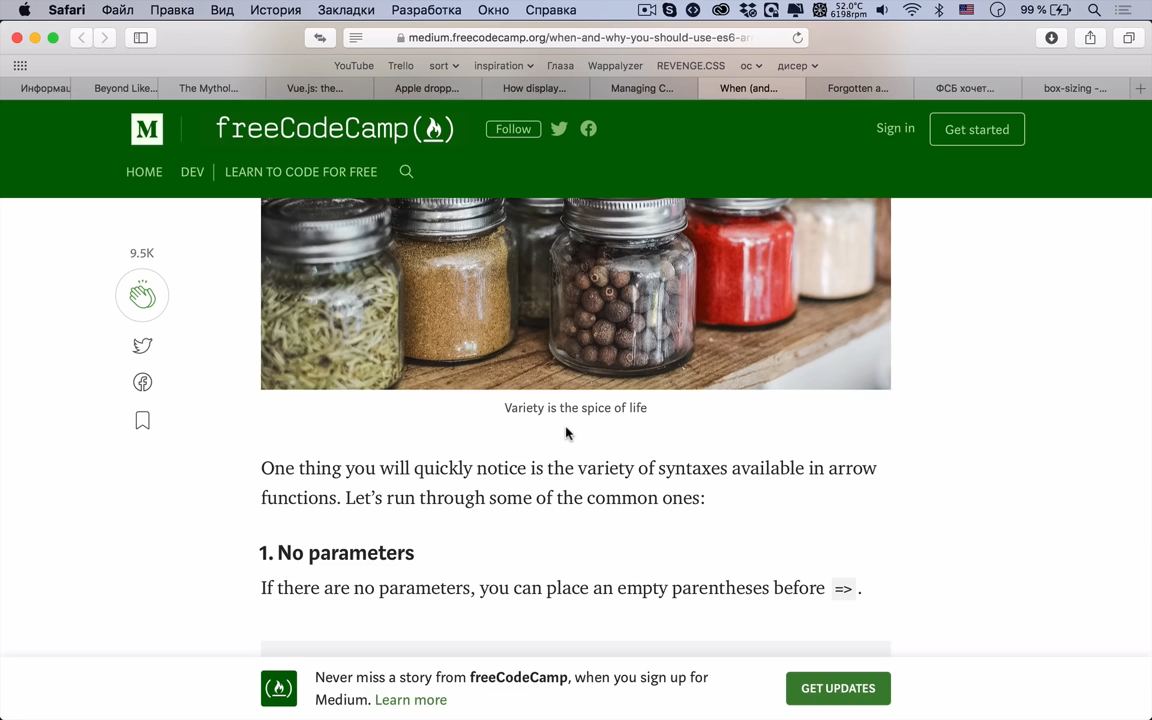 Safari Файл Правка Вид История Закладки Разработка Окно Справка 52.0°C 6198rpm 99 %
medium.freecodecamp.org/when-and-why-you-should-use-es6-arr
YouTube Trello sort inspiration Глаза Wappalyzer REVENGE.CSS ос дисер
Информац Beyond Like... The Mythol... Vue.js: the... Apple dropp... How display... Managing C... When (and... Forgotten a... ФСБ хочет... box-sizing -...
M freeCodeCamp Follow Sign in Get started
HOME DEV LEARN TO CODE FOR FREE
9.5K
Variety is the spice of life
One thing you will quickly notice is the variety of syntaxes available in arrow
functions. Let’s run through some of the common ones:
1. No parameters
If there are no parameters, you can place an empty parentheses before => .
Never miss a story from freeCodeCamp, when you sign up for
Medium. Learn more
GET UPDATES